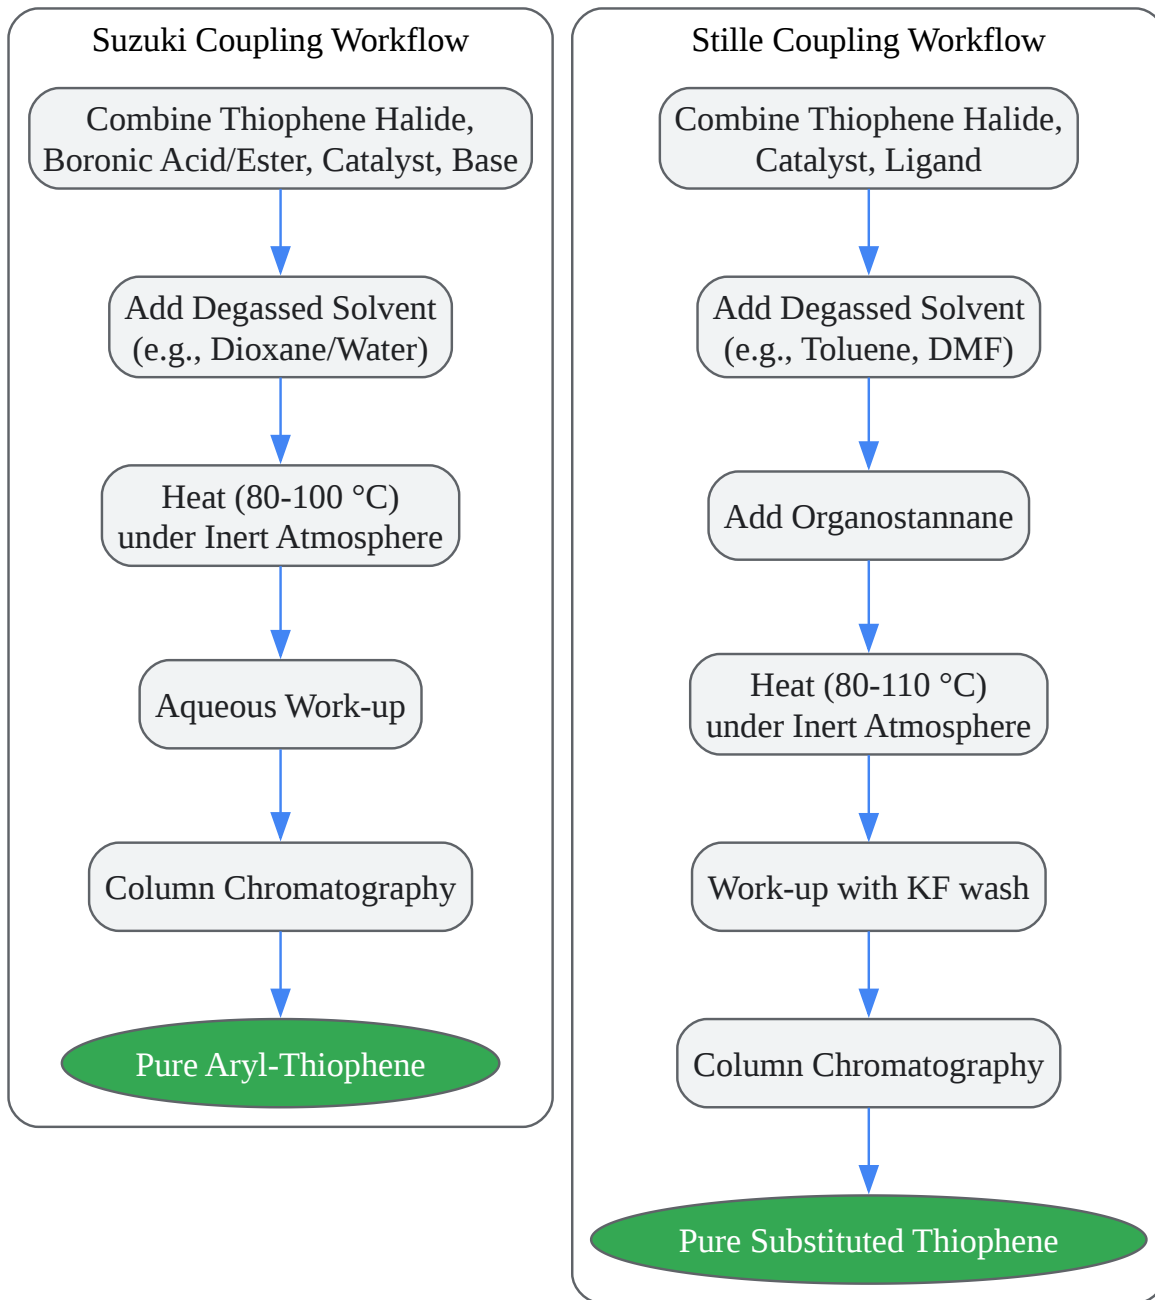 Suzuki Coupling Workflow
Combine Thiophene Halide,
Boronic Acid/Ester, Catalyst, Base
Add Degassed Solvent
(e.g., Dioxane/Water)
Heat (80-100 °C)
under Inert Atmosphere
Aqueous Work-up
Column Chromatography
Pure Aryl-Thiophene
Stille Coupling Workflow
Combine Thiophene Halide,
Catalyst, Ligand
Add Degassed Solvent
(e.g., Toluene, DMF)
Add Organostannane
Heat (80-110 °C)
under Inert Atmosphere
Work-up with KF wash
Column Chromatography
Pure Substituted Thiophene